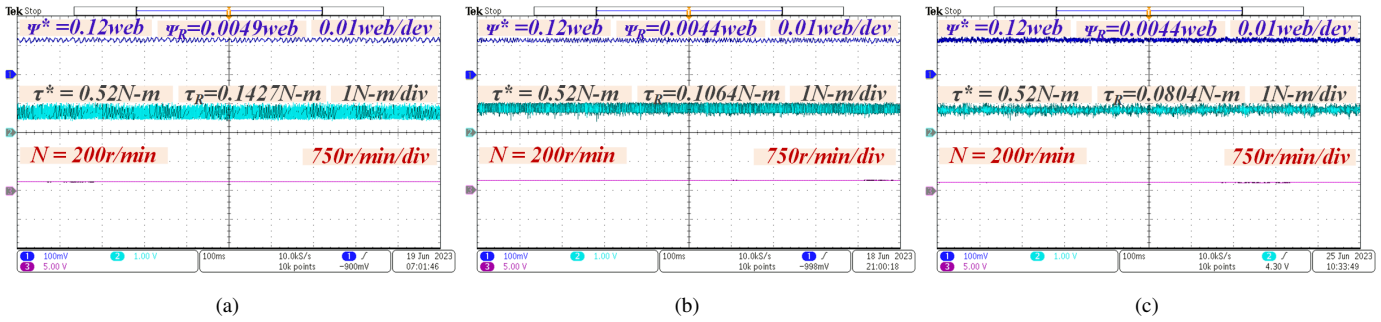 Tek Stop
Ψ* =0.12web Ψ_R=0.0049web 0.01web/dev
τ* = 0.52N-m τ_R=0.1427N-m 1N-m/div
N = 200r/min 750r/min/div
1 100mV 2 1.00 V 100ms 10.0kS/s 1 19 Jun 2023
3 5.00 V 10k points −900mV 07:01:46
(a)
Tek Stop
Ψ* =0.12web Ψ_R=0.0044web 0.01web/dev
τ* = 0.52N-m τ_R=0.1064N-m 1N-m/div
N = 200r/min 750r/min/div
1 100mV 2 1.00 V 100ms 10.0kS/s 1 18 Jun 2023
3 5.00 V 10k points −998mV 21:00:18
(b)
Tek Stop
Ψ* =0.12web Ψ_R=0.0044web 0.01web/dev
τ* = 0.52N-m τ_R=0.0804N-m 1N-m/div
N = 200r/min 750r/min/div
1 100mV 2 1.00 V 100ms 10.0kS/s 2 25 Jun 2023
3 5.00 V 10k points 4.30 V 10:33:49
(c)